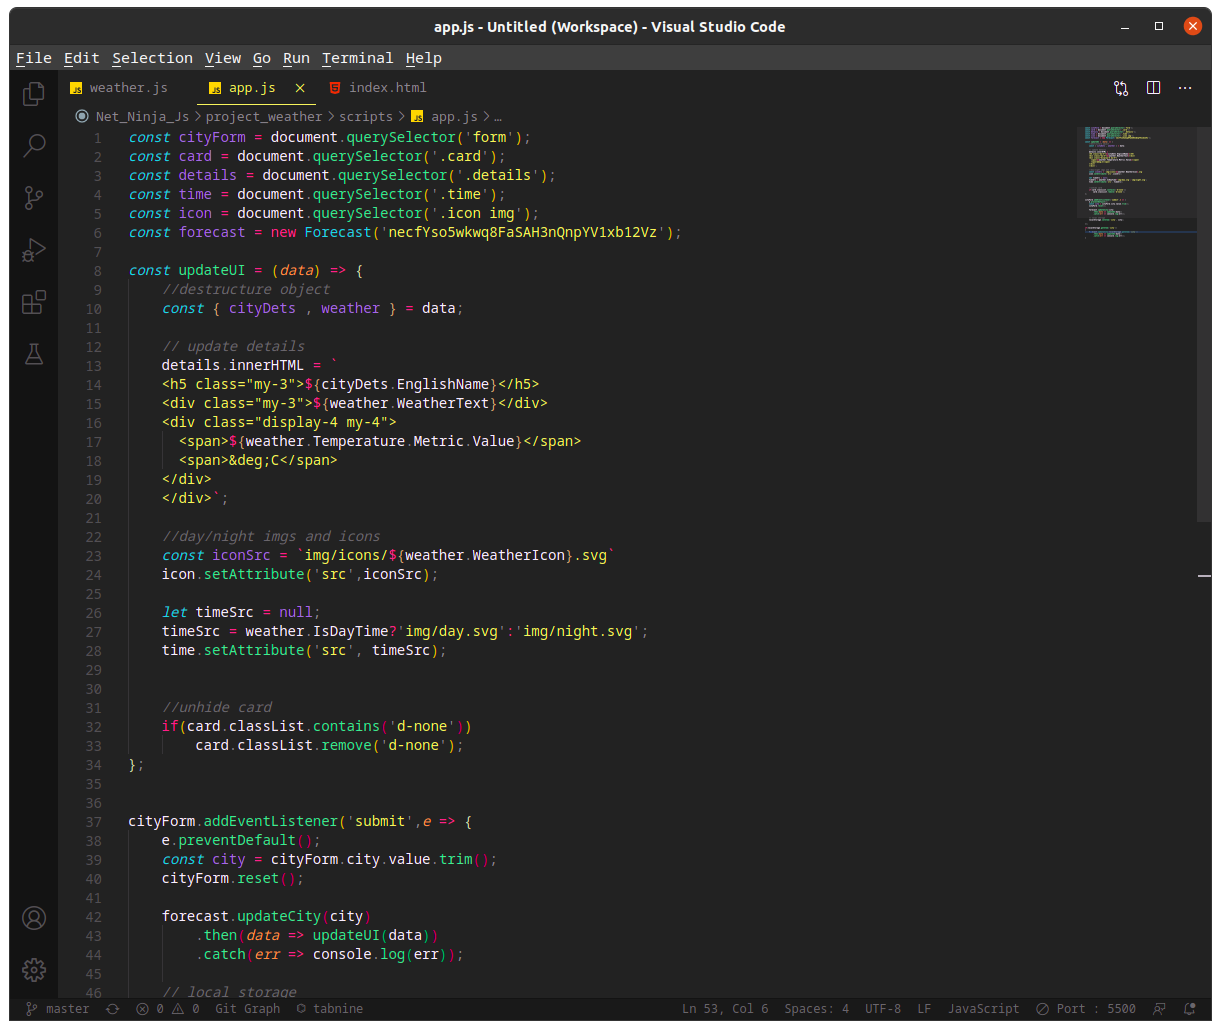 app.js - Untitled (Workspace) - Visual Studio Code
File Edit Selection View Go Run Terminal Help
JS weather.js JS app.js × index.html ···
Net_Ninja_Js > project_weather > scripts > JS app.js > ...
1 const cityForm = document.querySelector('form');
2 const card = document.querySelector('.card');
3 const details = document.querySelector('.details');
4 const time = document.querySelector('.time');
5 const icon = document.querySelector('.icon img');
6 const forecast = new Forecast('necfYso5wkwq8FaSAH3nQnpYV1xb12Vz');
7
8 const updateUI = (data) => {
9     //destructure object
10     const { cityDets , weather } = data;
11
12     // update details
13     details.innerHTML = `
14     <h5 class="my-3">${cityDets.EnglishName}</h5>
15     <div class="my-3">${weather.WeatherText}</div>
16     <div class="display-4 my-4">
17       <span>${weather.Temperature.Metric.Value}</span>
18       <span>&deg;C</span>
19     </div>
20     </div>`;
21
22     //day/night imgs and icons
23     const iconSrc = `img/icons/${weather.WeatherIcon}.svg`
24     icon.setAttribute('src',iconSrc);
25
26     let timeSrc = null;
27     timeSrc = weather.IsDayTime?'img/day.svg':'img/night.svg';
28     time.setAttribute('src', timeSrc);
29
30
31     //unhide card
32     if(card.classList.contains('d-none'))
33         card.classList.remove('d-none');
34 };
35
36
37 cityForm.addEventListener('submit',e => {
38     e.preventDefault();
39     const city = cityForm.city.value.trim();
40     cityForm.reset();
41
42     forecast.updateCity(city)
43         .then(data => updateUI(data))
44         .catch(err => console.log(err));
45
46     // local storage
master 0 0 Git Graph tabnine Ln 53, Col 6 Spaces: 4 UTF-8 LF JavaScript Port : 5500